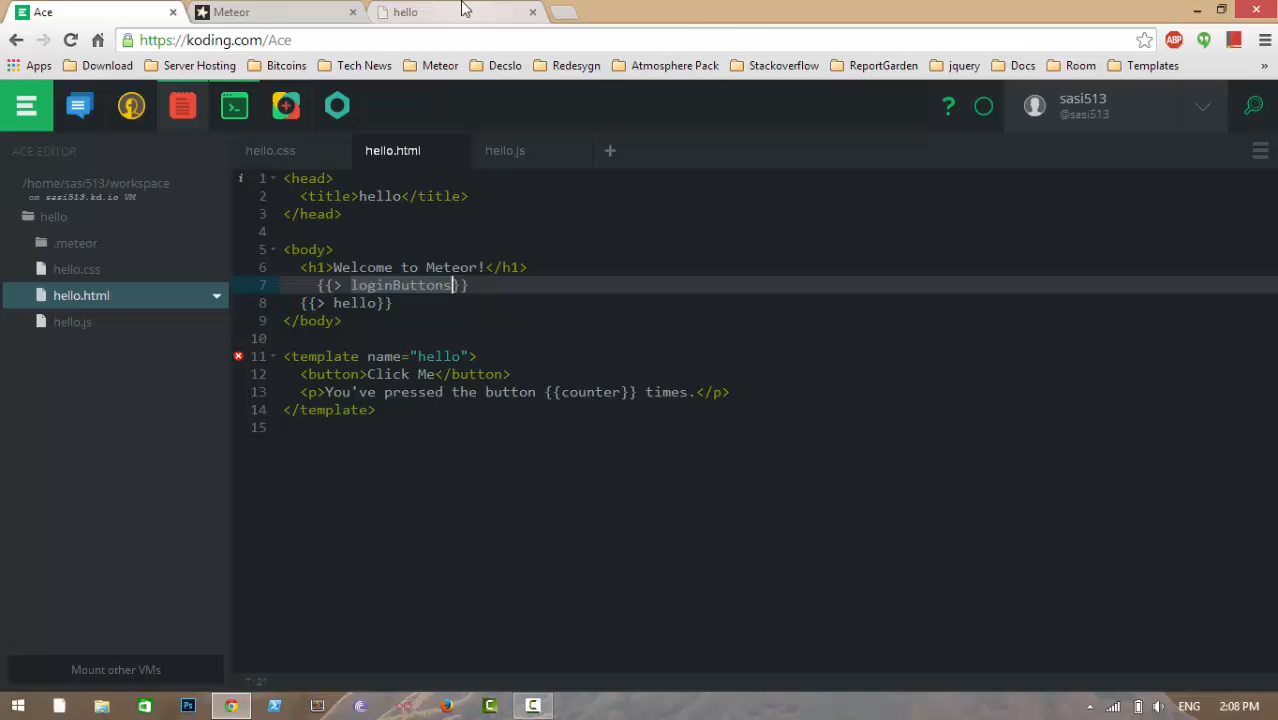 Ace
Meteor
hello
https://koding.com/Ace
Apps Download Server Hosting Bitcoins Tech News Meteor Decslo Redesygn Atmosphere Pack Stackoverflow ReportGarden jquery Docs Room Templates »
ABP
sasi513
@sasi513
ACE EDITOR
hello.css hello.html hello.js +
/home/sasi513/workspace
on sasi513.kd.io VM
hello
.meteor
hello.css
hello.html
hello.js
i 1 <head>
2 <title>hello</title>
3 </head>
4
5 <body>
6 <h1>Welcome to Meteor!</h1>
7 {{> loginButtons}}
8 {{> hello}}
9 </body>
10
11 <template name="hello">
12 <button>Click Me</button>
13 <p>You've pressed the button {{counter}} times.</p>
14 </template>
15
Mount other VMs
7:21
Ps
ENG
2:08 PM